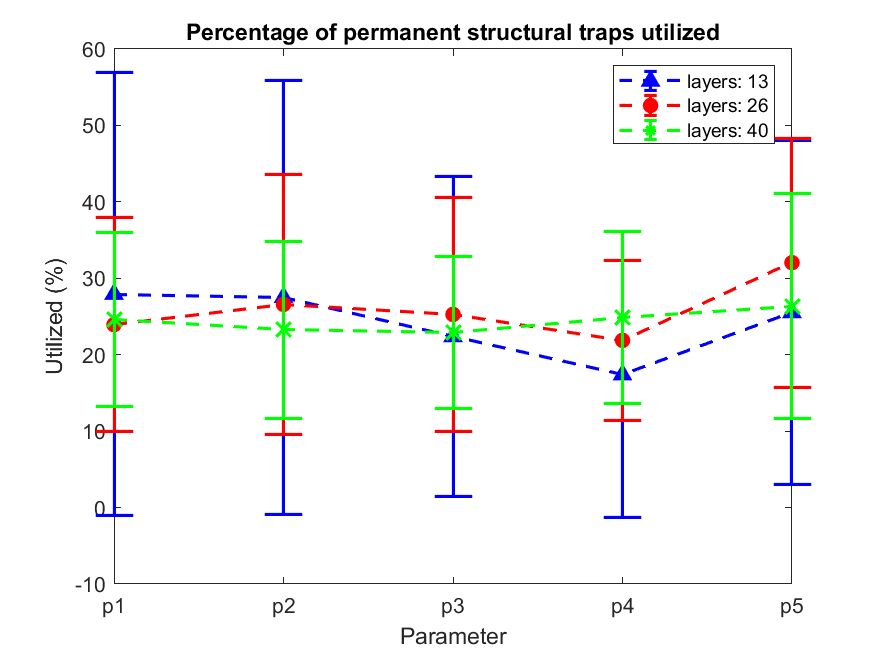 Percentage of permanent structural traps utilized
60
50
40
30
20
10
0
-10
Utilized (%)
layers: 13
layers: 26
layers: 40
p1 p2 p3 p4 p5
Parameter